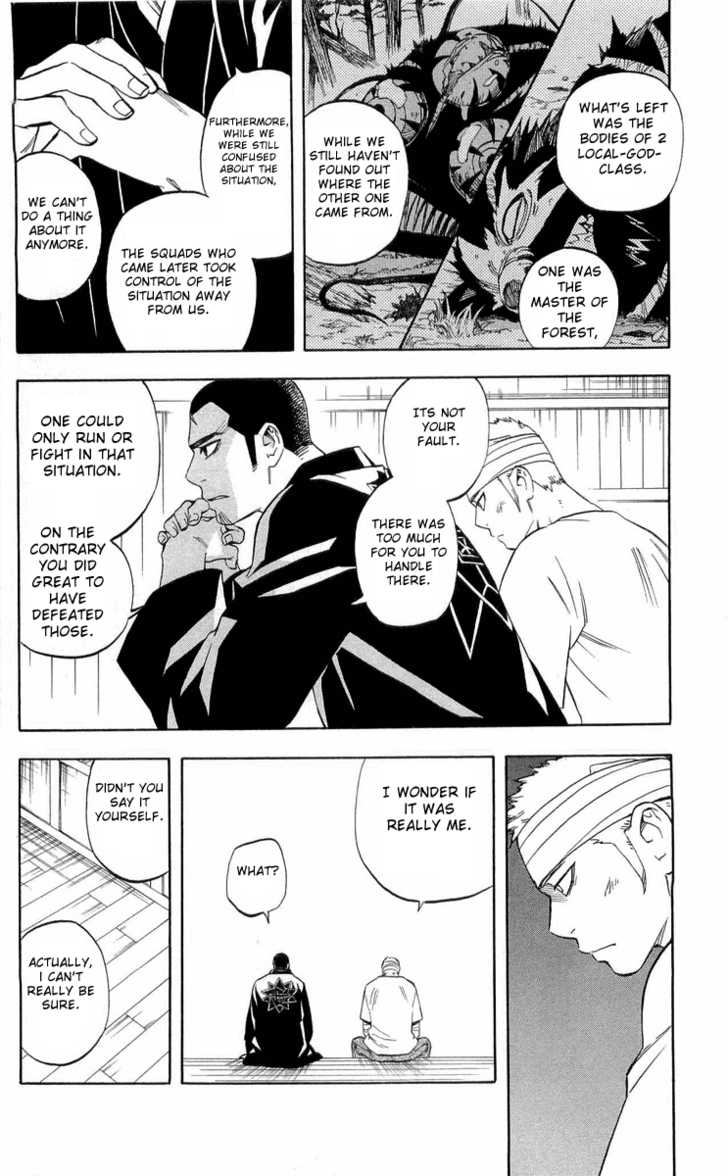 WHAT'S LEFT
WAS THE
BODIES OF 2
LOCAL-GOD-
CLASS.
ONE WAS
THE
MASTER OF
THE
FOREST,
WHILE WE
STILL HAVEN'T
FOUND OUT
WHERE THE
OTHER ONE
CAME FROM.
FURTHERMORE,
WHILE WE
WERE STILL
CONFUSED
ABOUT THE
SITUATION,
THE SQUADS WHO
CAME LATER TOOK
CONTROL OF THE
SITUATION AWAY
FROM US.
WE CAN'T
DO A THING
ABOUT IT
ANYMORE.
ITS NOT
YOUR
FAULT.
THERE WAS
TOO MUCH
FOR YOU TO
HANDLE
THERE.
ONE COULD
ONLY RUN OR
FIGHT IN THAT
SITUATION.
ON THE
CONTRARY
YOU DID
GREAT TO
HAVE
DEFEATED
THOSE.
I WONDER IF
IT WAS
REALLY ME.
WHAT?
DIDN'T YOU
SAY IT
YOURSELF.
ACTUALLY,
I CAN'T
REALLY BE
SURE.